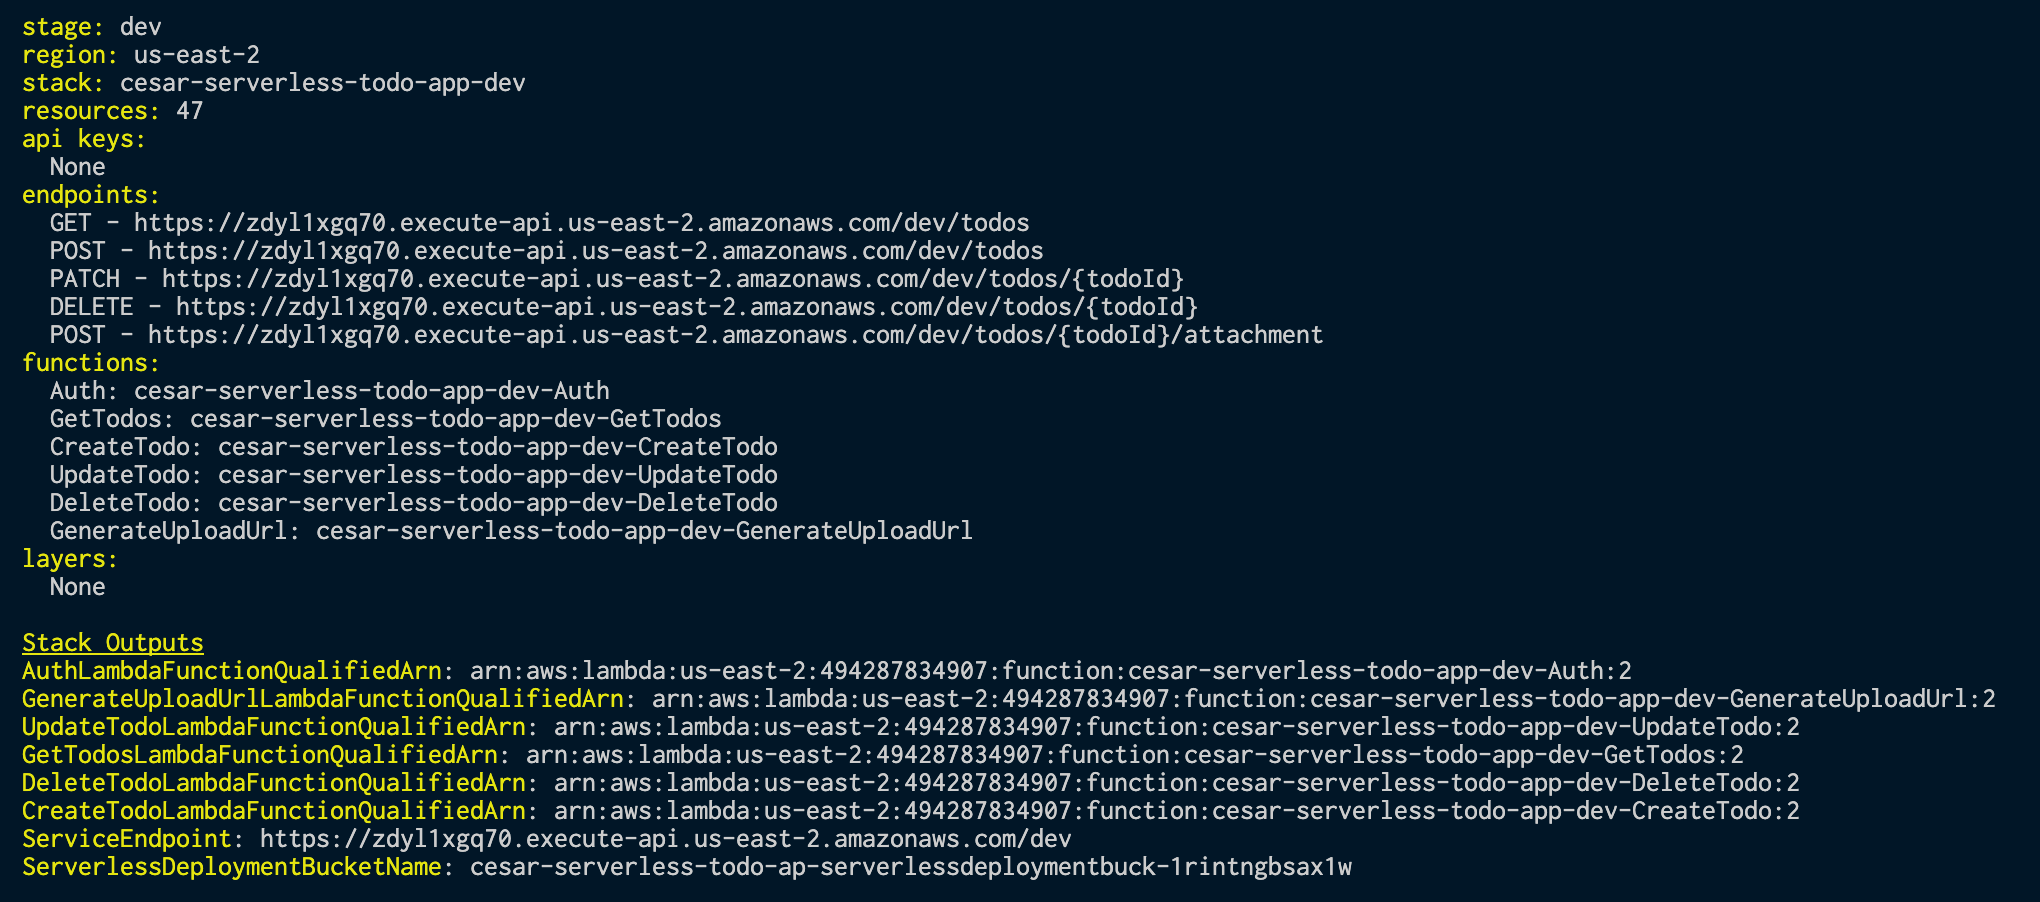 stage: dev
region: us-east-2
stack: cesar-serverless-todo-app-dev
resources: 47
api keys:
  None
endpoints:
  GET - https://zdyl1xgq70.execute-api.us-east-2.amazonaws.com/dev/todos
  POST - https://zdyl1xgq70.execute-api.us-east-2.amazonaws.com/dev/todos
  PATCH - https://zdyl1xgq70.execute-api.us-east-2.amazonaws.com/dev/todos/{todoId}
  DELETE - https://zdyl1xgq70.execute-api.us-east-2.amazonaws.com/dev/todos/{todoId}
  POST - https://zdyl1xgq70.execute-api.us-east-2.amazonaws.com/dev/todos/{todoId}/attachment
functions:
  Auth: cesar-serverless-todo-app-dev-Auth
  GetTodos: cesar-serverless-todo-app-dev-GetTodos
  CreateTodo: cesar-serverless-todo-app-dev-CreateTodo
  UpdateTodo: cesar-serverless-todo-app-dev-UpdateTodo
  DeleteTodo: cesar-serverless-todo-app-dev-DeleteTodo
  GenerateUploadUrl: cesar-serverless-todo-app-dev-GenerateUploadUrl
layers:
  None

Stack Outputs
AuthLambdaFunctionQualifiedArn: arn:aws:lambda:us-east-2:494287834907:function:cesar-serverless-todo-app-dev-Auth:2
GenerateUploadUrlLambdaFunctionQualifiedArn: arn:aws:lambda:us-east-2:494287834907:function:cesar-serverless-todo-app-dev-GenerateUploadUrl:2
UpdateTodoLambdaFunctionQualifiedArn: arn:aws:lambda:us-east-2:494287834907:function:cesar-serverless-todo-app-dev-UpdateTodo:2
GetTodosLambdaFunctionQualifiedArn: arn:aws:lambda:us-east-2:494287834907:function:cesar-serverless-todo-app-dev-GetTodos:2
DeleteTodoLambdaFunctionQualifiedArn: arn:aws:lambda:us-east-2:494287834907:function:cesar-serverless-todo-app-dev-DeleteTodo:2
CreateTodoLambdaFunctionQualifiedArn: arn:aws:lambda:us-east-2:494287834907:function:cesar-serverless-todo-app-dev-CreateTodo:2
ServiceEndpoint: https://zdyl1xgq70.execute-api.us-east-2.amazonaws.com/dev
ServerlessDeploymentBucketName: cesar-serverless-todo-ap-serverlessdeploymentbuck-1rintngbsax1w